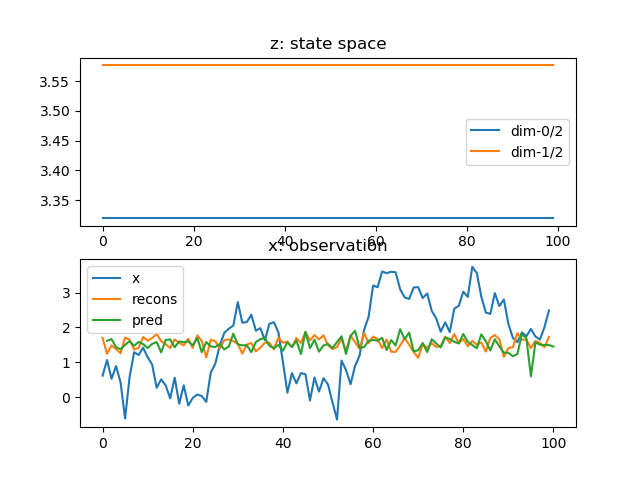 z: state space
3.55
3.50
3.45
3.40
3.35
dim-0/2
dim-1/2
0 20 40 60 80 100
x: observation
3
2
1
0
x
recons
pred
0 20 40 60 80 100